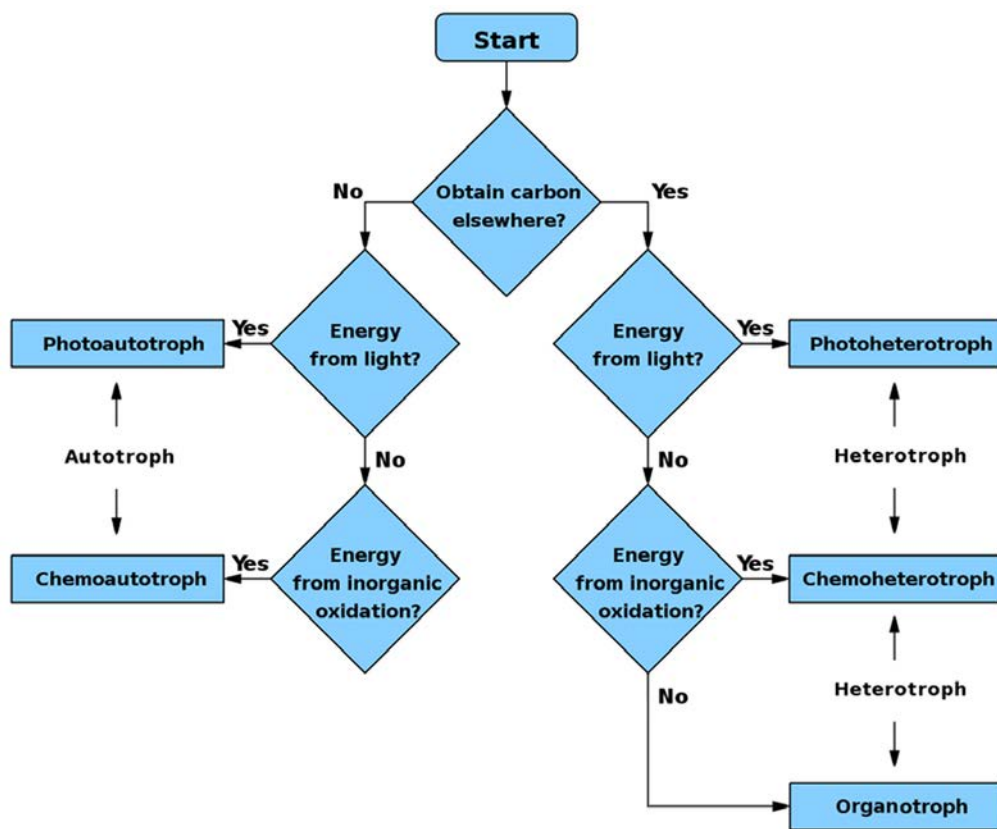 Start
Obtain carbon
elsewhere?
No
Yes
Energy
from light?
Yes
Photoautotroph
Energy
from light?
Yes
Photoheterotroph
Autotroph
No
No
Heterotroph
Energy
from inorganic
oxidation?
Yes
Chemoautotroph
Energy
from inorganic
oxidation?
Yes
Chemoheterotroph
No
Heterotroph
Organotroph